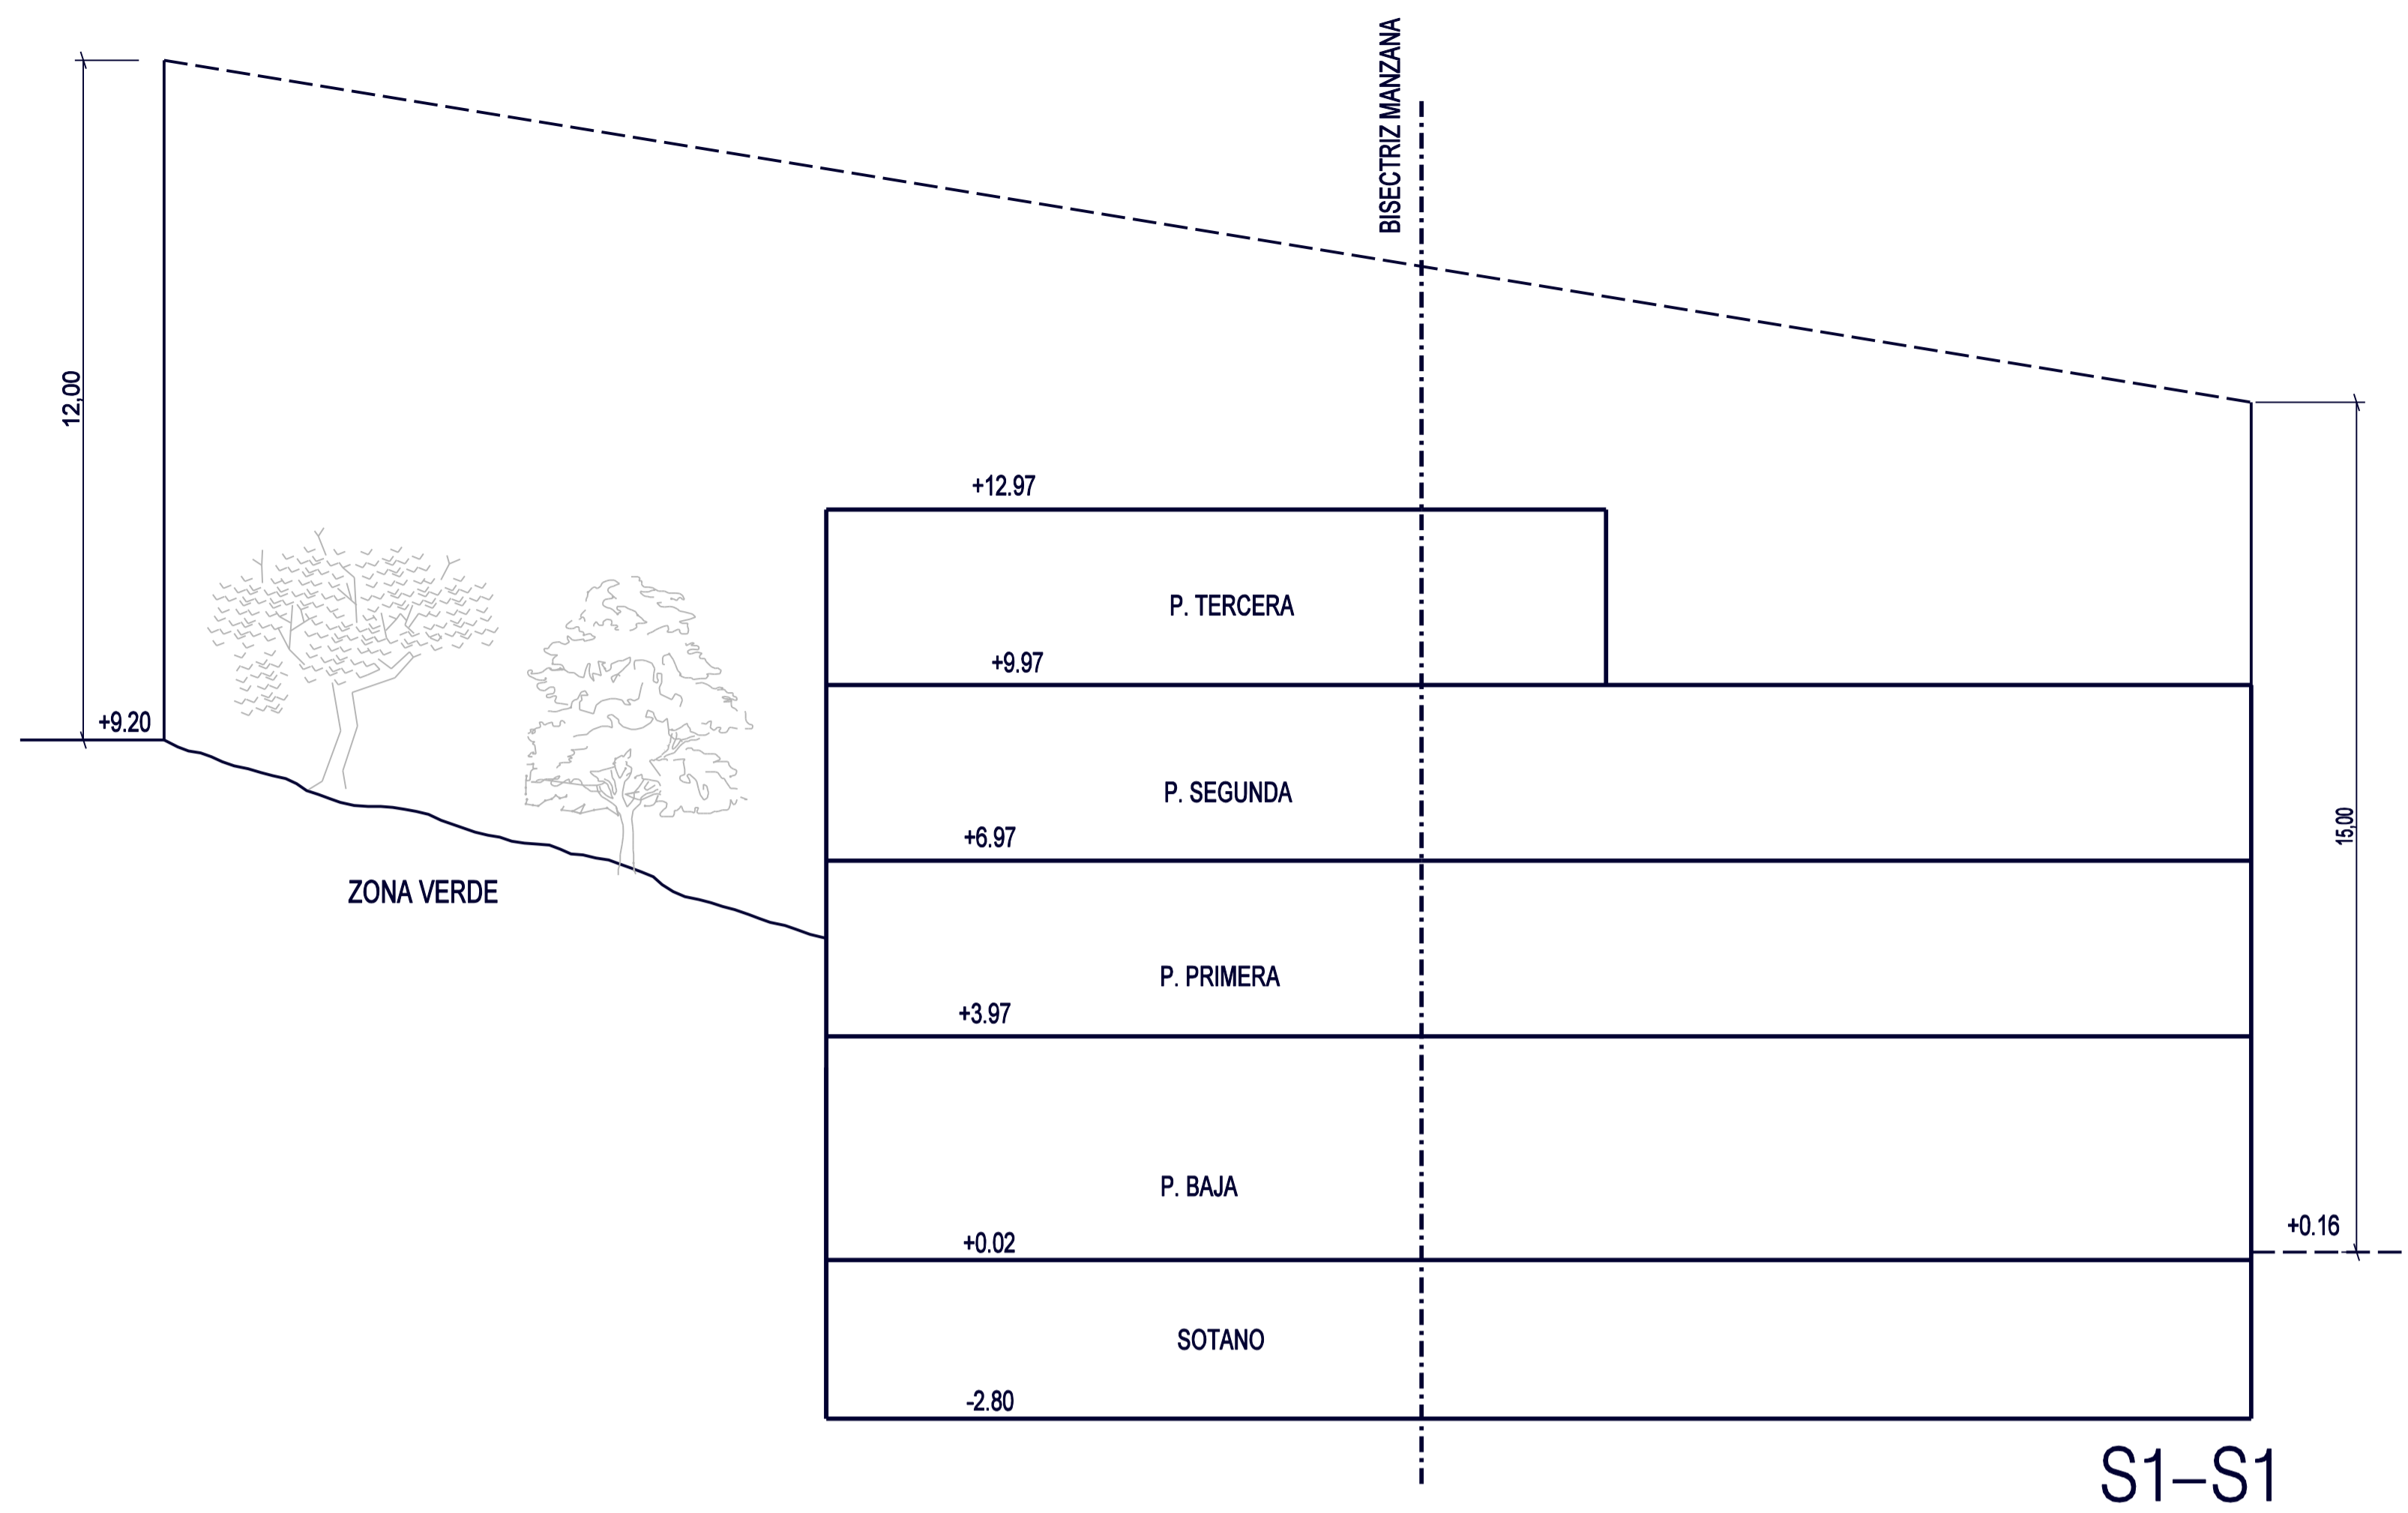 BISECTRIZ MANZANA
12,00
+12.97
P. TERCERA
+9.97
+9.20
P. SEGUNDA
15,00
+6.97
ZONA VERDE
P. PRIMERA
+3.97
P. BAJA
+0.16
+0.02
SOTANO
-2.80
S1-S1